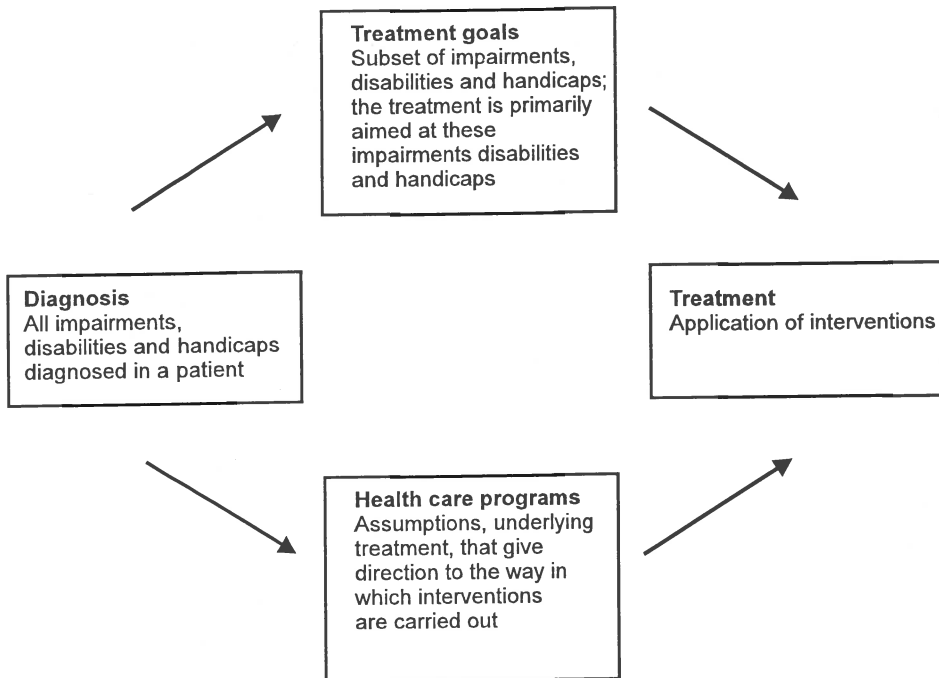 Treatment goals
Subset of impairments,
disabilities and handicaps;
the treatment is primarily
aimed at these
impairments disabilities
and handicaps
Diagnosis
All impairments,
disabilities and handicaps
diagnosed in a patient
Treatment
Application of interventions
Health care programs
Assumptions, underlying
treatment, that give
direction to the way in
which interventions
are carried out